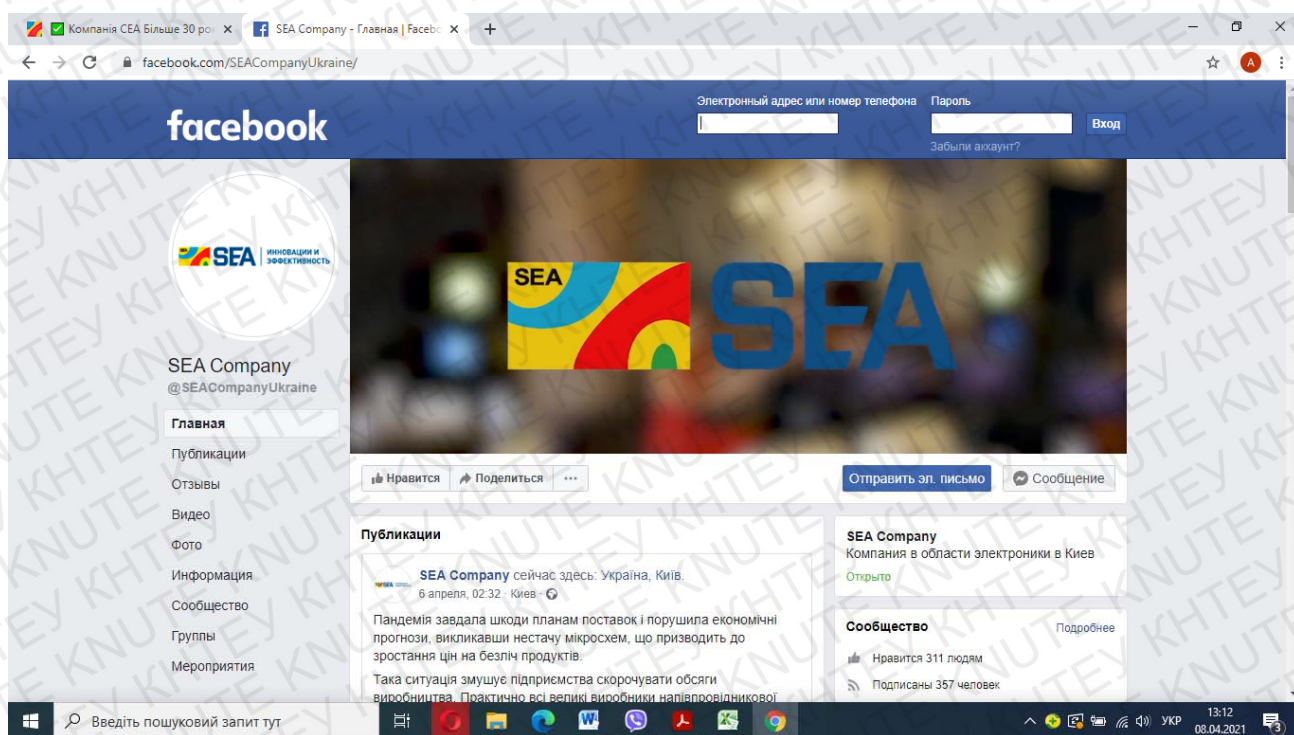 Компанія СЕА Більше 30 ро
SEA Company - Главная | Facebo
facebook.com/SEACompanyUkraine/
A
facebook
Электронный адрес или номер телефона
Пароль
Вход
Забыли аккаунт?
SEA
ИННОВАЦИИ И
ЭФФЕКТИВНОСТЬ
SEA
SEA
SEA Company
@SEACompanyUkraine
Главная
Публикации
Отзывы
Видео
Фото
Информация
Сообщество
Группы
Мероприятия
Нравится
Поделиться
Отправить эл. письмо
Сообщение
Публикации
SEA Company сейчас здесь: Україна, Київ.
6 апреля, 02:32 · Киев ·
Пандемія завдала шкоди планам поставок і порушила економічні
прогнози, викликавши нестачу мікросхем, що призводить до
зростання цін на безліч продуктів.
Така ситуація змушує підприємства скорочувати обсяги
виробництва. Практично всі великі виробники напівпровідникової
SEA Company
Компания в области электроники в Киев
Открыто
Сообщество
Подробнее
Нравится 311 людям
Подписаны 357 человек
Введіть пошуковий запит тут
УКР
13:12
08.04.2021
3
КНТЕУ KNUTE